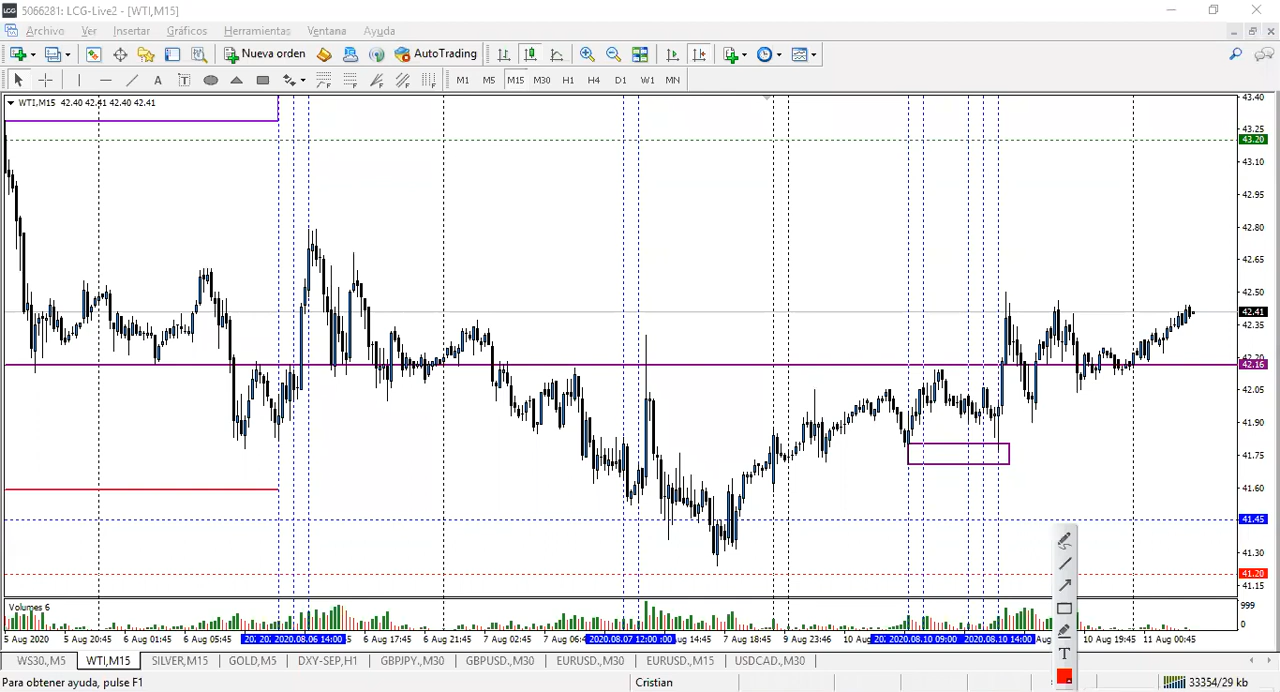 5066281: LCG-Live2 - [WTI,M15]
Archivo Ver Insertar Gráficos Herramientas Ventana Ayuda
Nueva orden AutoTrading
A T M1 M5 M15 M30 H1 H4 D1 W1 MN
WTI,M15 42.40 42.41 42.40 42.41
43.40
43.25
43.20
43.10
42.95
42.80
42.65
42.50
42.41
42.35
42.20
42.16
42.05
41.90
41.75
41.60
41.45
41.30
41.20
41.15
Volumes 6
999
0
5 Aug 2020 5 Aug 20:45 6 Aug 01:45 6 Aug 05:45 2020.08.06 14:00 6 Aug 17:45 6 Aug 21:45 7 Aug 02:45 2020.08.07 12:00 7 Aug 18:45 9 Aug 23:46 2020.08.10 09:00 2020.08.10 14:00 10 Aug 19:45 11 Aug 00:45
T
WS30.,M5 WTI,M15 SILVER,M15 GOLD,M5 DXY-SEP,H1 GBPJPY.,M30 GBPUSD.,M30 EURUSD.,M30 EURUSD.,M15 USDCAD.,M30
Para obtener ayuda, pulse F1 Cristian 33354/29 kb